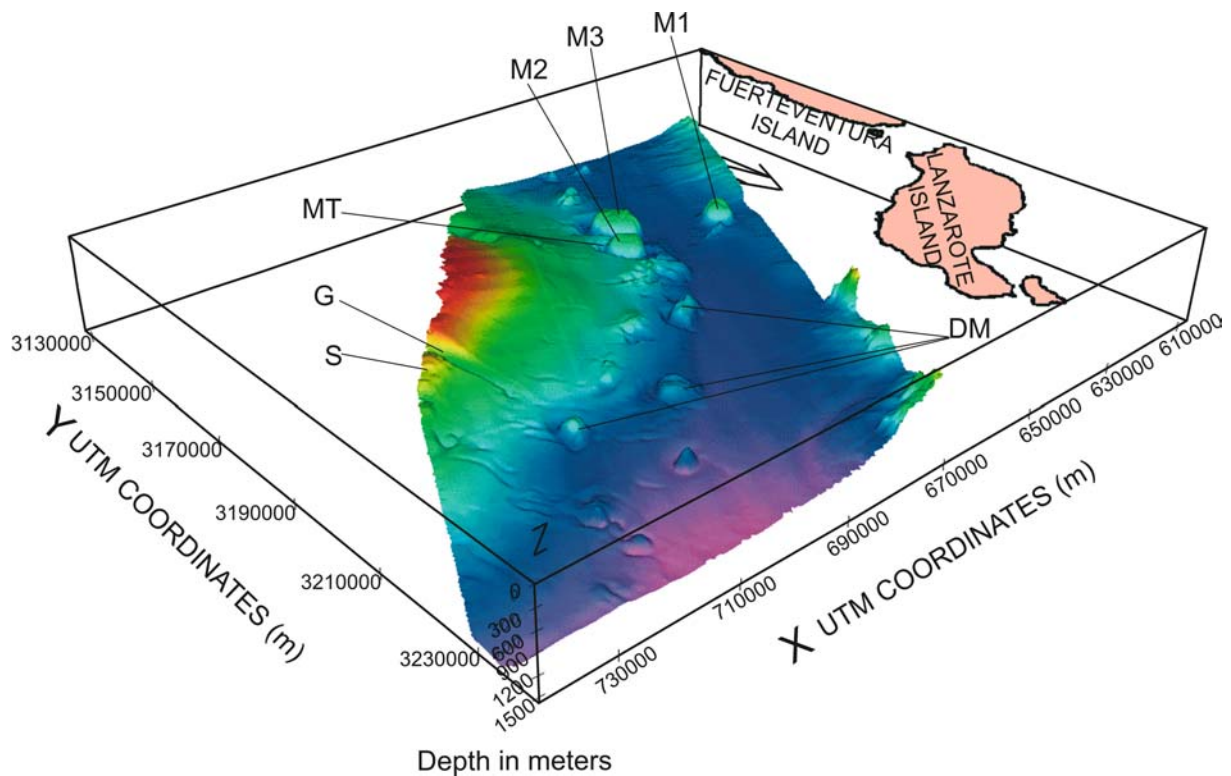 M1
M3
M2
FUERTEVENTURA
ISLAND
LANZAROTE
ISLAND
MT
G
S
DM
3130000
3150000
3170000
3190000
3210000
3230000
Y UTM COORDINATES (m)
Z
0
300
600
900
1200
1500
610000
630000
650000
670000
690000
710000
730000
X UTM COORDINATES (m)
Depth in meters